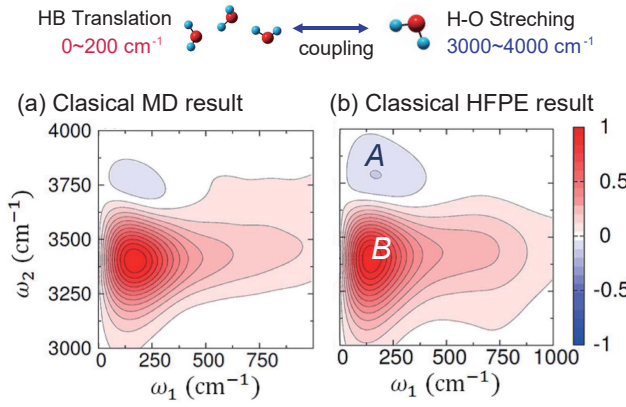 HB Translation
0~200 cm⁻¹
coupling
H-O Streching
3000~4000 cm⁻¹
(a) Clasical MD result
(b) Classical HFPE result
4000
3750
3500
3250
3000
ω₂ (cm⁻¹)
0 250 500 750
ω₁ (cm⁻¹)
A
B
0 250 500 750 1000
ω₁ (cm⁻¹)
1
0.5
0
-0.5
-1